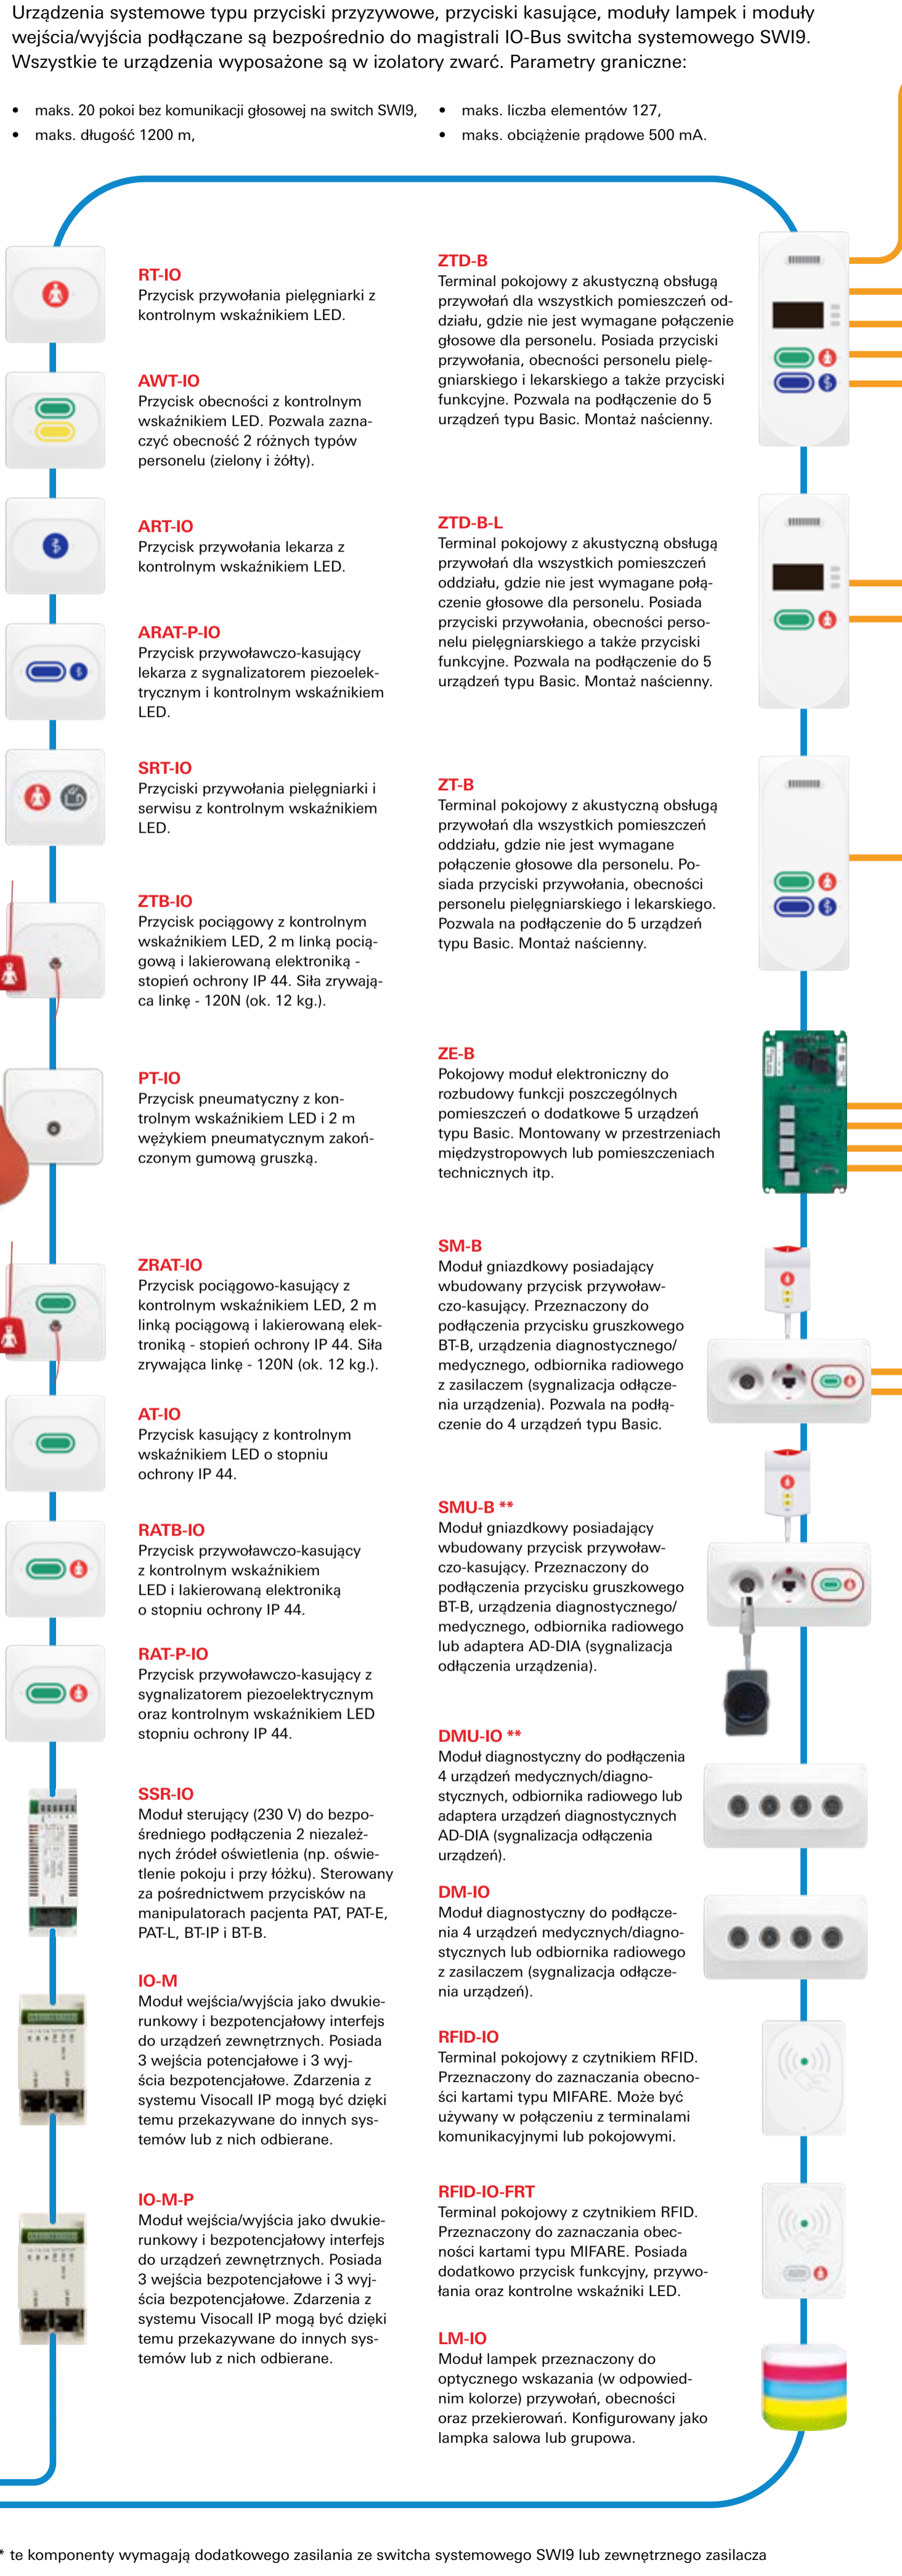 Urządzenia systemowe typu przyciski przyzywowe, przyciski kasujące, moduły lampek i moduły
wejścia/wyjścia podłączane są bezpośrednio do magistrali IO-Bus switcha systemowego SWI9.
Wszystkie te urządzenia wyposażone są w izolatory zwarć. Parametry graniczne:
• maks. 20 pokoi bez komunikacji głosowej na switch SWI9,
• maks. długość 1200 m,
• maks. liczba elementów 127,
• maks. obciążenie prądowe 500 mA.
RT-IO
Przycisk przywołania pielęgniarki z
kontrolnym wskaźnikiem LED.
AWT-IO
Przycisk obecności z kontrolnym
wskaźnikiem LED. Pozwala zazna-
czyć obecność 2 różnych typów
personelu (zielony i żółty).
ART-IO
Przycisk przywołania lekarza z
kontrolnym wskaźnikiem LED.
ARAT-P-IO
Przycisk przywoławczo-kasujący
lekarza z sygnalizatorem piezoelek-
trycznym i kontrolnym wskaźnikiem
LED.
SRT-IO
Przyciski przywołania pielęgniarki i
serwisu z kontrolnym wskaźnikiem
LED.
ZTB-IO
Przycisk pociągowy z kontrolnym
wskaźnikiem LED, 2 m linką pocią-
gową i lakierowaną elektroniką -
stopień ochrony IP 44. Siła zrywają-
ca linkę - 120N (ok. 12 kg.).
PT-IO
Przycisk pneumatyczny z kon-
trolnym wskaźnikiem LED i 2 m
wężykiem pneumatycznym zakoń-
czonym gumową gruszką.
ZRAT-IO
Przycisk pociągowo-kasujący z
kontrolnym wskaźnikiem LED, 2 m
linką pociągową i lakierowaną elek-
troniką - stopień ochrony IP 44. Siła
zrywająca linkę - 120N (ok. 12 kg.).
AT-IO
Przycisk kasujący z kontrolnym
wskaźnikiem LED o stopniu
ochrony IP 44.
RATB-IO
Przycisk przywoławczo-kasujący
z kontrolnym wskaźnikiem
LED i lakierowaną elektroniką
o stopniu ochrony IP 44.
RAT-P-IO
Przycisk przywoławczo-kasujący z
sygnalizatorem piezoelektrycznym
oraz kontrolnym wskaźnikiem LED
stopniu ochrony IP 44.
SSR-IO
Moduł sterujący (230 V) do bezpo-
średniego podłączenia 2 niezależ-
nych źródeł oświetlenia (np. oświe-
tlenie pokoju i przy łóżku). Sterowany
za pośrednictwem przycisków na
manipulatorach pacjenta PAT, PAT-E,
PAT-L, BT-IP i BT-B.
IO-M
Moduł wejścia/wyjścia jako dwukie-
runkowy i bezpotencjałowy interfejs
do urządzeń zewnętrznych. Posiada
3 wejścia potencjałowe i 3 wyj-
ścia bezpotencjałowe. Zdarzenia z
systemu Visocall IP mogą być dzięki
temu przekazywane do innych sys-
temów lub z nich odbierane.
IO-M-P
Moduł wejścia/wyjścia jako dwukie-
runkowy i bezpotencjałowy interfejs
do urządzeń zewnętrznych. Posiada
3 wejścia bezpotencjałowe i 3 wyj-
ścia bezpotencjałowe. Zdarzenia z
systemu Visocall IP mogą być dzięki
temu przekazywane do innych sys-
temów lub z nich odbierane.
ZTD-B
Terminal pokojowy z akustyczną obsługą
przywołań dla wszystkich pomieszczeń od-
działu, gdzie nie jest wymagane połączenie
głosowe dla personelu. Posiada przyciski
przywołania, obecności personelu pielę-
gniarskiego i lekarskiego a także przyciski
funkcyjne. Pozwala na podłączenie do 5
urządzeń typu Basic. Montaż naścienny.
ZTD-B-L
Terminal pokojowy z akustyczną obsługą
przywołań dla wszystkich pomieszczeń
oddziału, gdzie nie jest wymagane połą-
czenie głosowe dla personelu. Posiada
przyciski przywołania, obecności perso-
nelu pielęgniarskiego a także przyciski
funkcyjne. Pozwala na podłączenie do 5
urządzeń typu Basic. Montaż naścienny.
ZT-B
Terminal pokojowy z akustyczną obsługą
przywołań dla wszystkich pomieszczeń
oddziału, gdzie nie jest wymagane
połączenie głosowe dla personelu. Po-
siada przyciski przywołania, obecności
personelu pielęgniarskiego i lekarskiego.
Pozwala na podłączenie do 5 urządzeń
typu Basic. Montaż naścienny.
ZE-B
Pokojowy moduł elektroniczny do
rozbudowy funkcji poszczególnych
pomieszczeń o dodatkowe 5 urządzeń
typu Basic. Montowany w przestrzeniach
międzystropowych lub pomieszczeniach
technicznych itp.
SM-B
Moduł gniazdkowy posiadający
wbudowany przycisk przywoław-
czo-kasujący. Przeznaczony do
podłączenia przycisku gruszkowego
BT-B, urządzenia diagnostycznego/
medycznego, odbiornika radiowego
z zasilaczem (sygnalizacja odłącze-
nia urządzenia). Pozwala na podłą-
czenie do 4 urządzeń typu Basic.
SMU-B **
Moduł gniazdkowy posiadający
wbudowany przycisk przywoław-
czo-kasujący. Przeznaczony do
podłączenia przycisku gruszkowego
BT-B, urządzenia diagnostycznego/
medycznego, odbiornika radiowego
lub adaptera AD-DIA (sygnalizacja
odłączenia urządzenia).
DMU-IO **
Moduł diagnostyczny do podłączenia
4 urządzeń medycznych/diagno-
stycznych, odbiornika radiowego lub
adaptera urządzeń diagnostycznych
AD-DIA (sygnalizacja odłączenia
urządzeń).
DM-IO
Moduł diagnostyczny do podłącze-
nia 4 urządzeń medycznych/diagno-
stycznych lub odbiornika radiowego
z zasilaczem (sygnalizacja odłącze-
nia urządzeń).
RFID-IO
Terminal pokojowy z czytnikiem RFID.
Przeznaczony do zaznaczania obecno-
ści kartami typu MIFARE. Może być
używany w połączeniu z terminalami
komunikacyjnymi lub pokojowymi.
RFID-IO-FRT
Terminal pokojowy z czytnikiem RFID.
Przeznaczony do zaznaczania obec-
ności kartami typu MIFARE. Posiada
dodatkowo przycisk funkcyjny, przywo-
łania oraz kontrolne wskaźniki LED.
LM-IO
Moduł lampek przeznaczony do
optycznego wskazania (w odpowied-
nim kolorze) przywołań, obecności
oraz przekierowań. Konfigurowany jako
lampka salowa lub grupowa.
* te komponenty wymagają dodatkowego zasilania ze switcha systemowego SWI9 lub zewnętrznego zasilacza